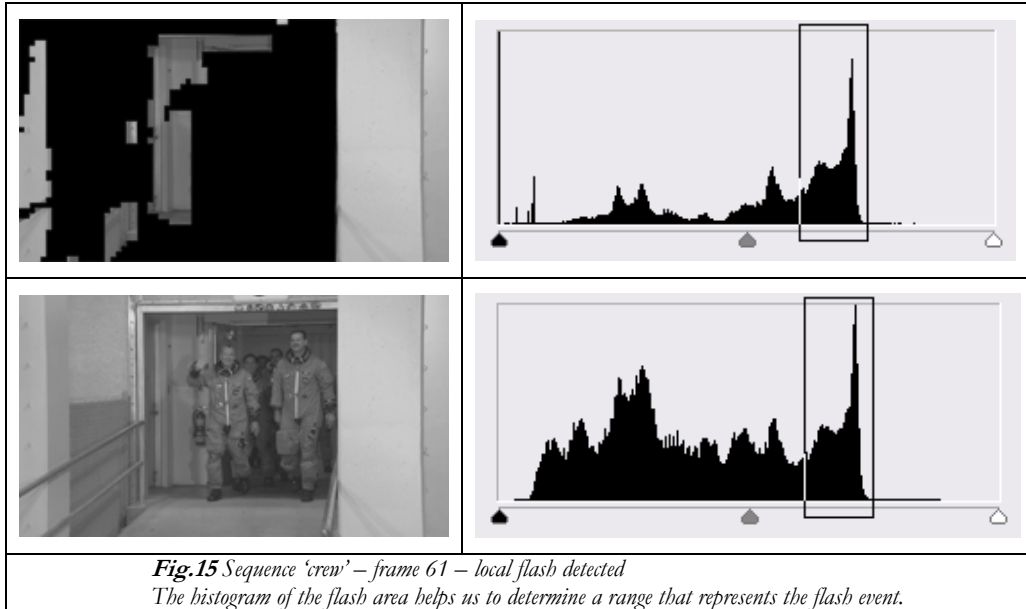 Fig.15 Sequence ‘crew’ – frame 61 – local flash detected
The histogram of the flash area helps us to determine a range that represents the flash event.